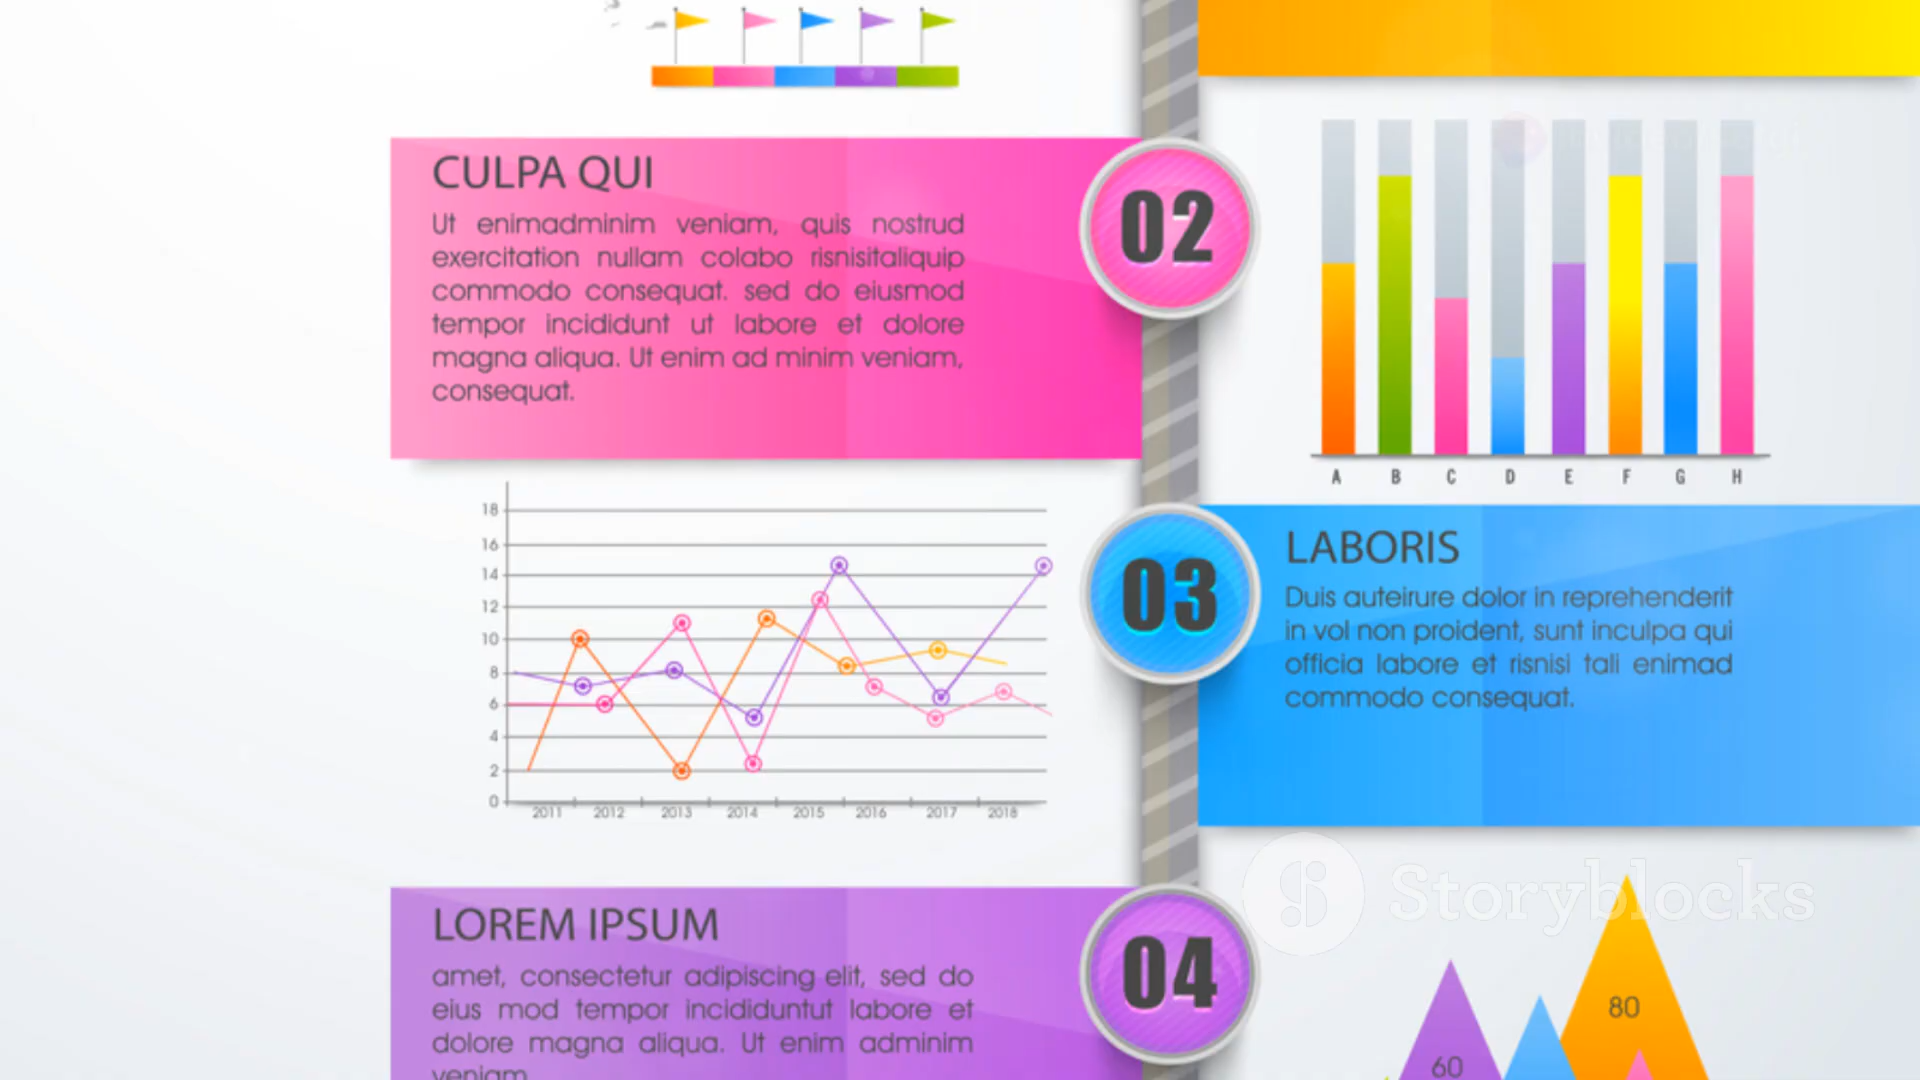 CULPA QUI
Ut enimadminim veniam, quis nostrud
exercitation nullam colabo risnisitaliquip
commodo consequat. sed do eiusmod
tempor incididunt ut labore et dolore
magna aliqua. Ut enim ad minim veniam,
consequat.
02
A B C D E F G H
18
16
14
12
10
8
6
4
2
0
2011 2012 2013 2014 2015 2016 2017 2018
03
LABORIS
Duis auteirure dolor in reprehenderit
in vol non proident, sunt inculpa qui
officia labore et risnisi tali enimad
commodo consequat.
LOREM IPSUM
amet, consectetur adipiscing elit, sed do
eius mod tempor incididuntut labore et
dolore magna aliqua. Ut enim adminim
veniam
04
Storyblocks
80
60